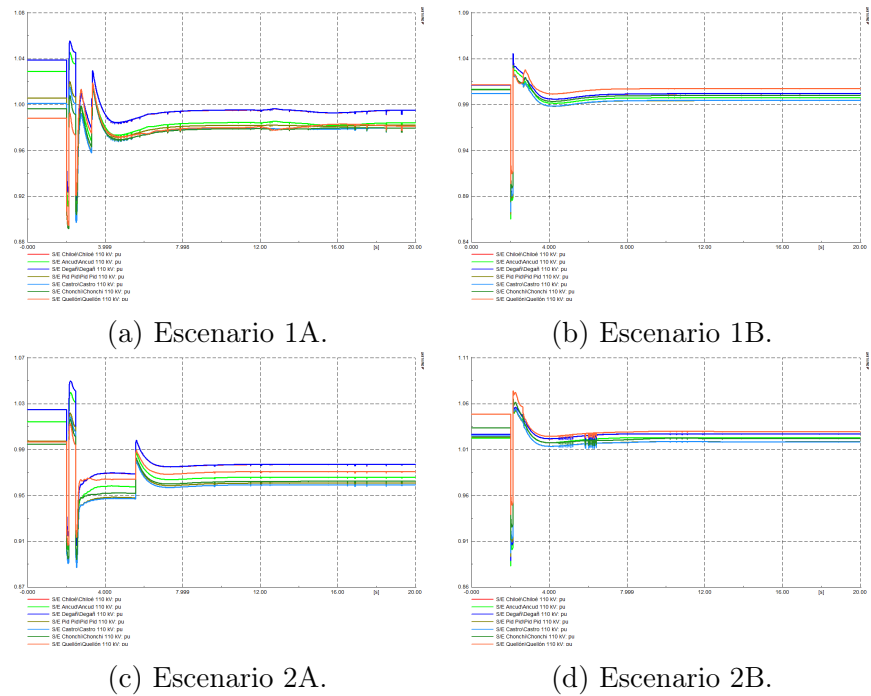 1.08
1.04
1.00
0.96
0.92
0.88
-0.000 3.999 7.998 12.00 16.00 [s] 20.00
S/E Chiloé\Chiloé 110 kV: pu
S/E Ancud\Ancud 110 kV: pu
S/E Degañ\Degañ 110 kV: pu
S/E Pid Pid\Pid Pid 110 kV: pu
S/E Castro\Castro 110 kV: pu
S/E Chonchi\Chonchi 110 kV: pu
S/E Quellón\Quellón 110 kV: pu
(a) Escenario 1A.
1.09
1.04
0.99
0.94
0.89
0.84
0.000 4.000 8.000 12.00 16.00 [s] 20.00
S/E Chiloé\Chiloé 110 kV: pu
S/E Ancud\Ancud 110 kV: pu
S/E Degañ\Degañ 110 kV: pu
S/E Pid Pid\Pid Pid 110 kV: pu
S/E Castro\Castro 110 kV: pu
S/E Chonchi\Chonchi 110 kV: pu
S/E Quellón\Quellón 110 kV: pu
(b) Escenario 1B.
1.07
1.03
0.99
0.95
0.91
0.87
-0.000 4.000 7.999 12.00 16.00 [s] 20.00
S/E Chiloé\Chiloé 110 kV: pu
S/E Ancud\Ancud 110 kV: pu
S/E Degañ\Degañ 110 kV: pu
S/E Pid Pid\Pid Pid 110 kV: pu
S/E Castro\Castro 110 kV: pu
S/E Chonchi\Chonchi 110 kV: pu
S/E Quellón\Quellón 110 kV: pu
(c) Escenario 2A.
1.11
1.06
1.01
0.96
0.91
0.86
-0.000 4.000 7.999 12.00 16.00 [s] 20.00
S/E Chiloé\Chiloé 110 kV: pu
S/E Ancud\Ancud 110 kV: pu
S/E Degañ\Degañ 110 kV: pu
S/E Pid Pid\Pid Pid 110 kV: pu
S/E Castro\Castro 110 kV: pu
S/E Chonchi\Chonchi 110 kV: pu
S/E Quellón\Quellón 110 kV: pu
(d) Escenario 2B.